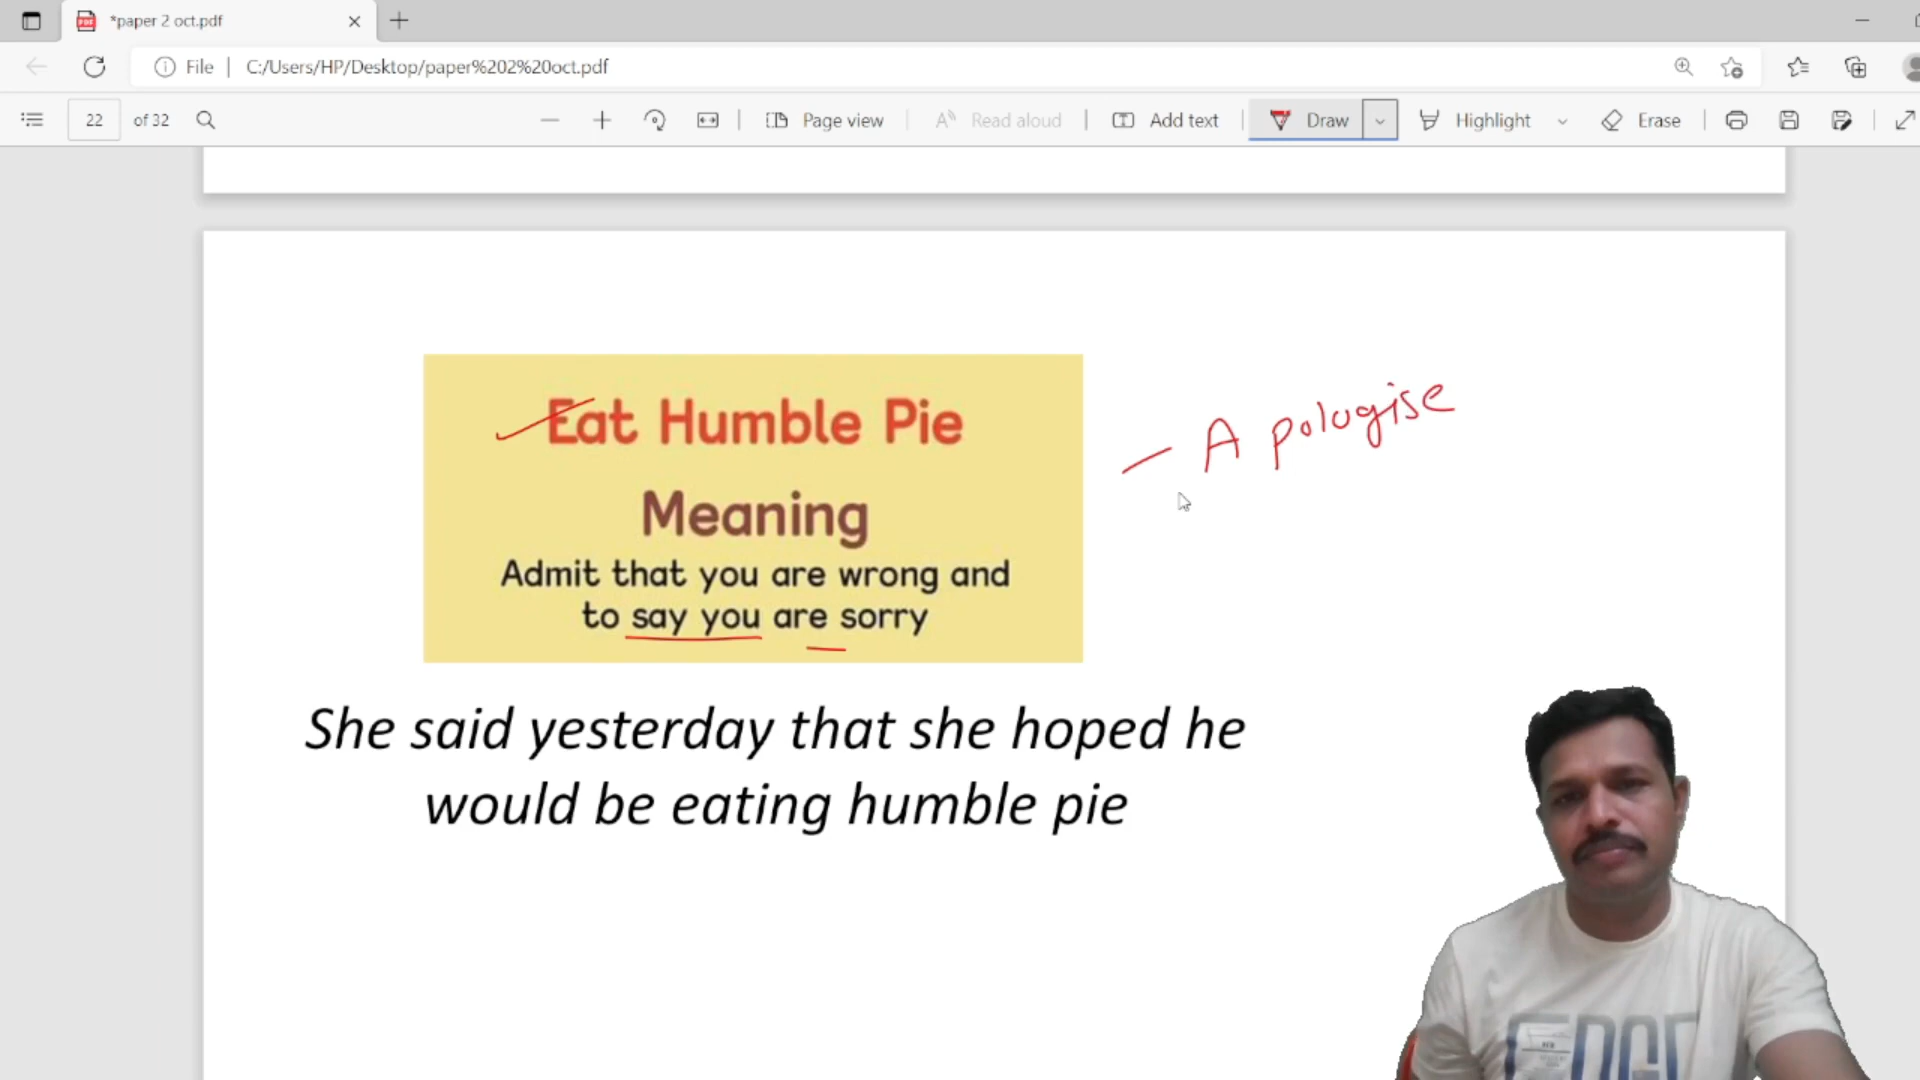 *paper 2 oct.pdf
File | C:/Users/HP/Desktop/paper%202%20oct.pdf
22 of 32 Page view Read aloud Add text Draw Highlight Erase
Eat Humble Pie
– Apologise
Meaning
Admit that you are wrong and
to say you are sorry
She said yesterday that she hoped he
would be eating humble pie